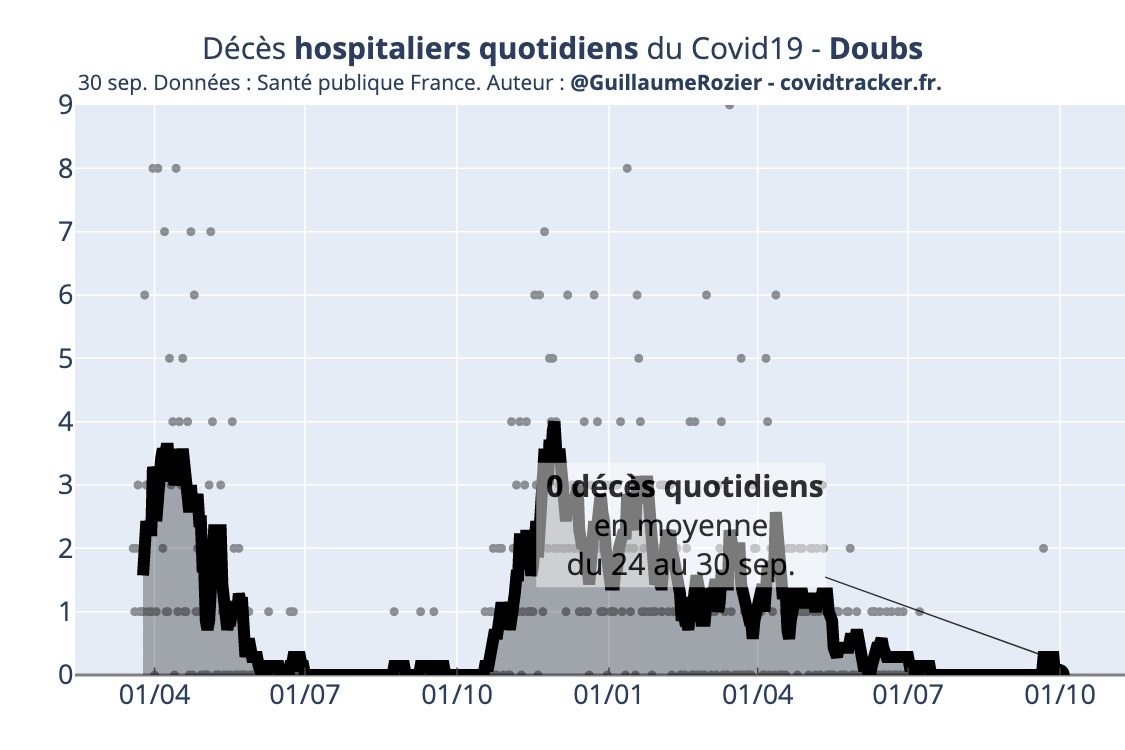 Décès hospitaliers quotidiens du Covid19 - Doubs
30 sep. Données : Santé publique France. Auteur : @GuillaumeRozier - covidtracker.fr.
9
8
7
6
5
4
3
2
1
0
0 décès quotidiens
en moyenne
du 24 au 30 sep.
01/04 01/07 01/10 01/01 01/04 01/07 01/10